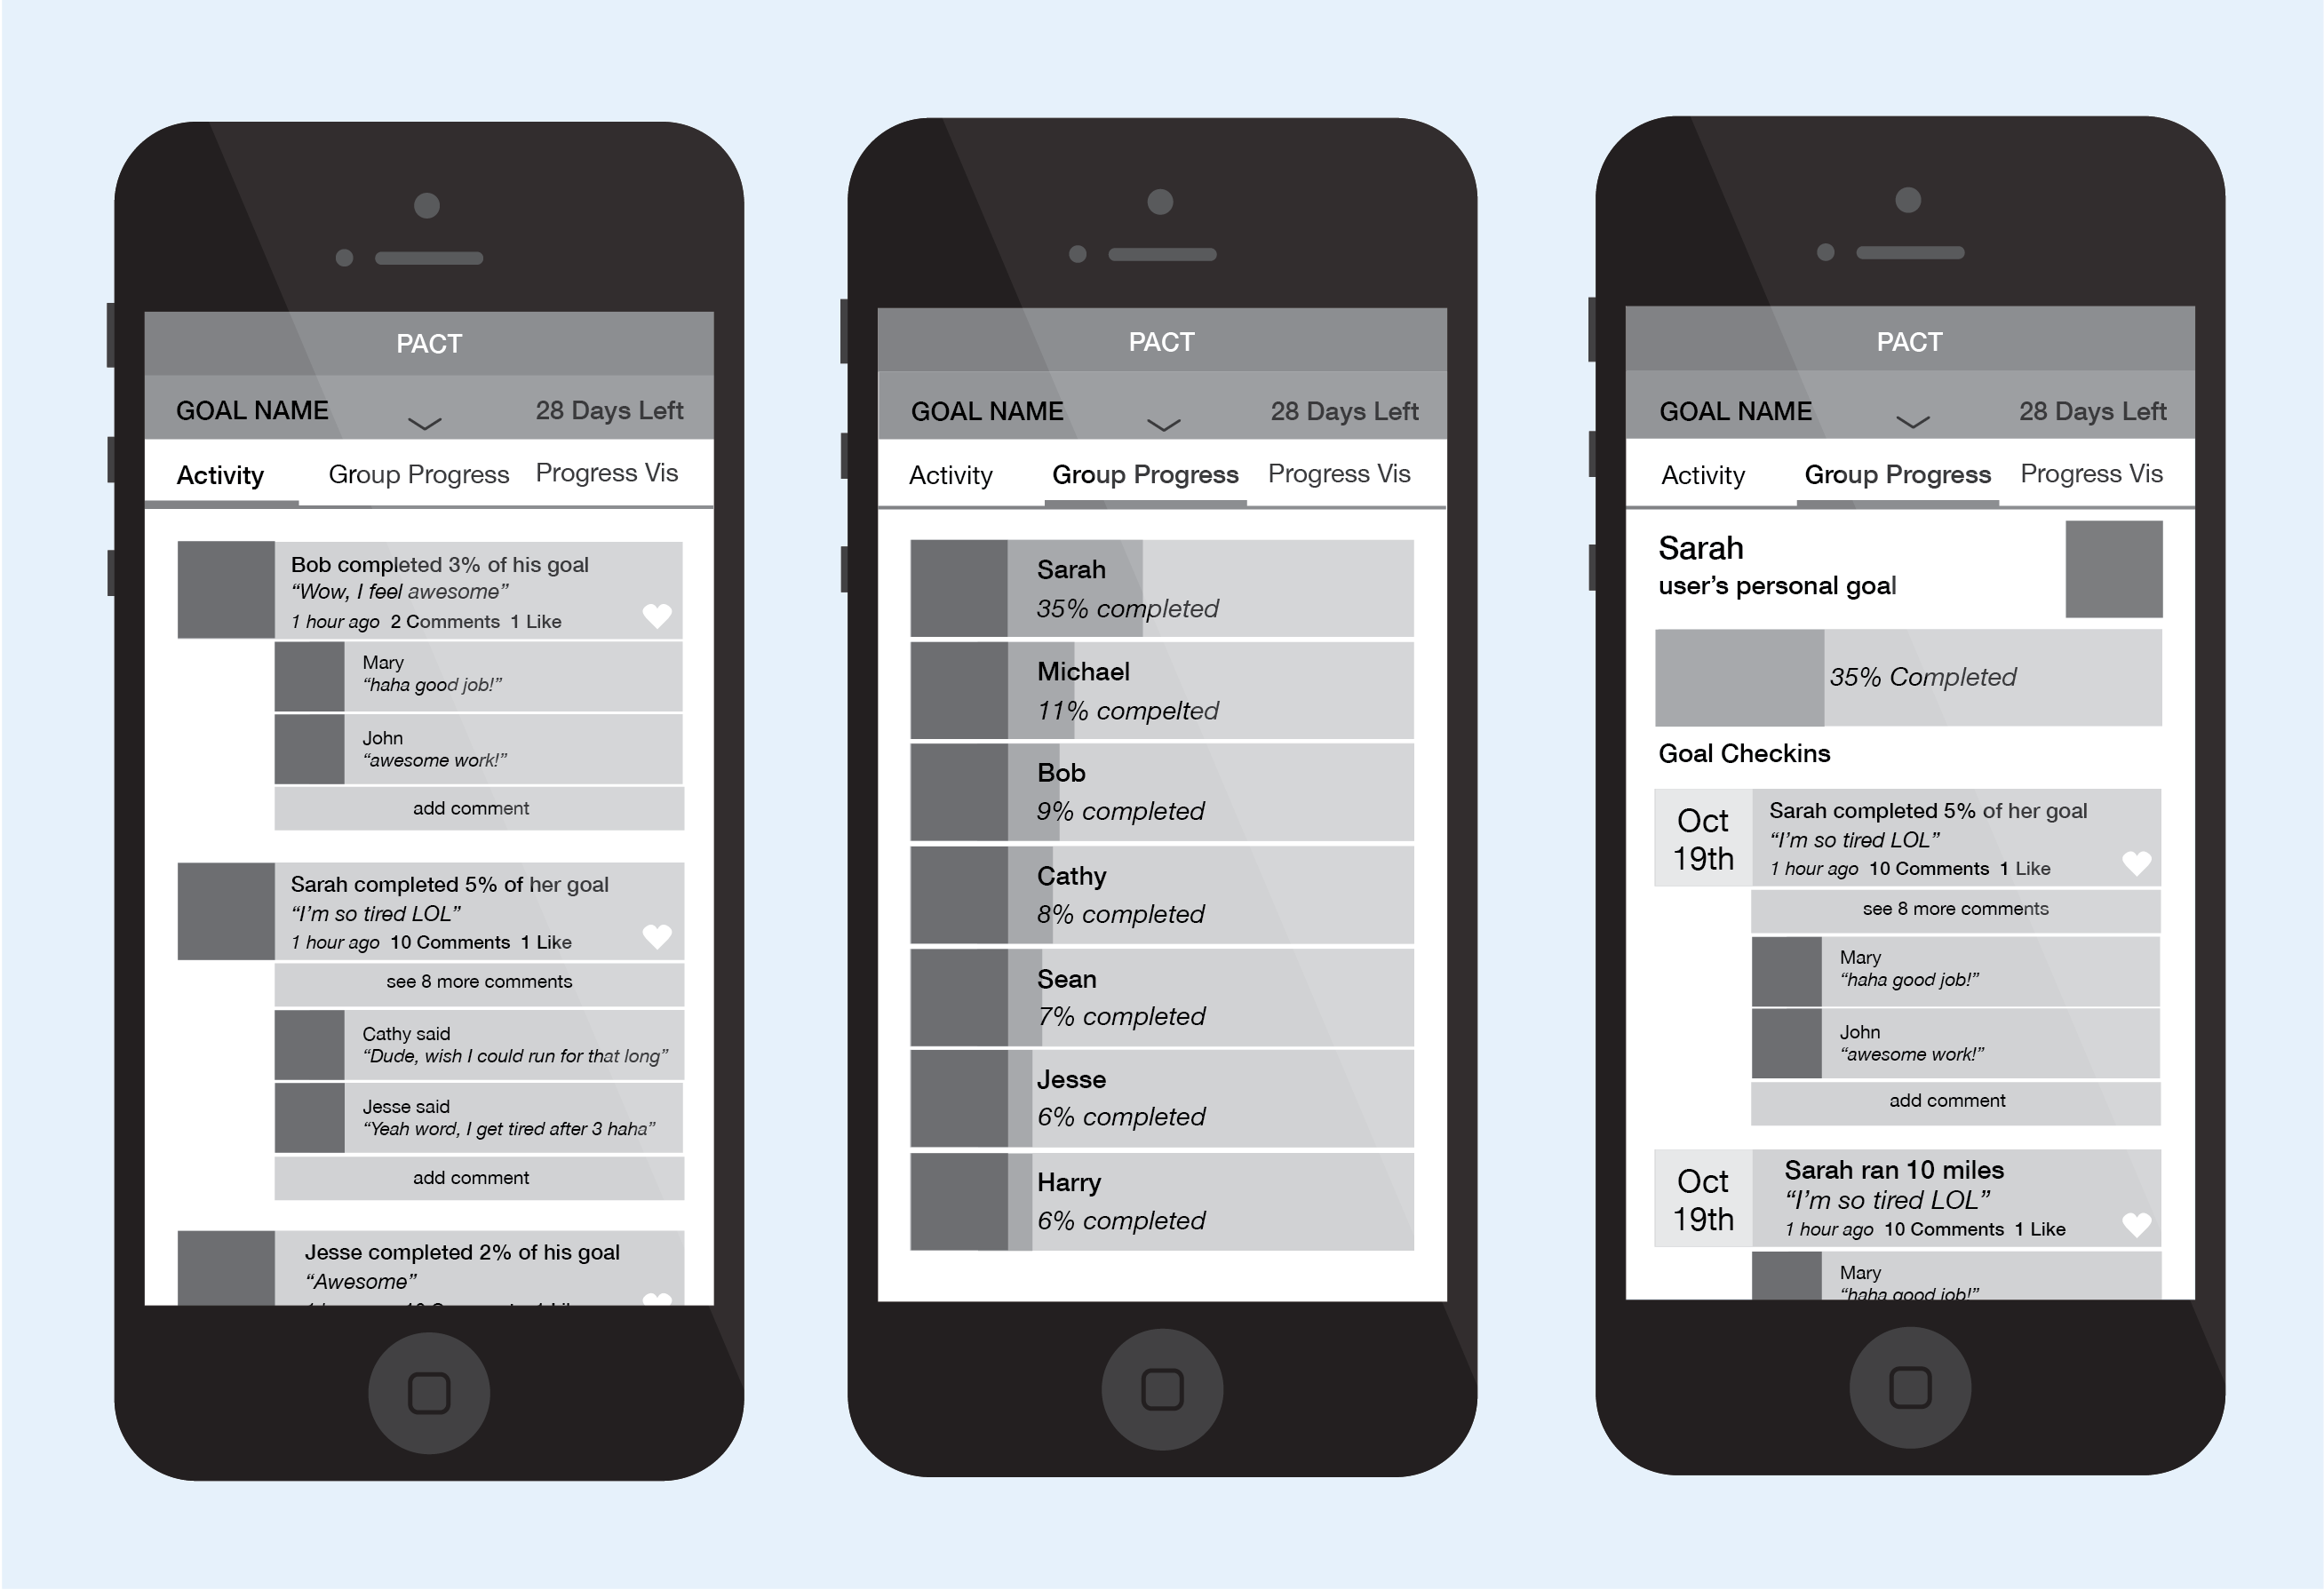 PACT
GOAL NAME 28 Days Left
Activity Group Progress Progress Vis
Bob completed 3% of his goal
“Wow, I feel awesome”
1 hour ago 2 Comments 1 Like
Mary
“haha good job!”
John
“awesome work!”
add comment
Sarah completed 5% of her goal
“I’m so tired LOL”
1 hour ago 10 Comments 1 Like
see 8 more comments
Cathy said
“Dude, wish I could run for that long”
Jesse said
“Yeah word, I get tired after 3 haha”
add comment
Jesse completed 2% of his goal
“Awesome”
PACT
GOAL NAME 28 Days Left
Activity Group Progress Progress Vis
Sarah
35% completed
Michael
11% compelted
Bob
9% completed
Cathy
8% completed
Sean
7% completed
Jesse
6% completed
Harry
6% completed
PACT
GOAL NAME 28 Days Left
Activity Group Progress Progress Vis
Sarah
user’s personal goal
35% Completed
Goal Checkins
Oct
19th
Sarah completed 5% of her goal
“I’m so tired LOL”
1 hour ago 10 Comments 1 Like
see 8 more comments
Mary
“haha good job!”
John
“awesome work!”
add comment
Oct
19th
Sarah ran 10 miles
“I’m so tired LOL”
1 hour ago 10 Comments 1 Like
Mary
“haha good job!”